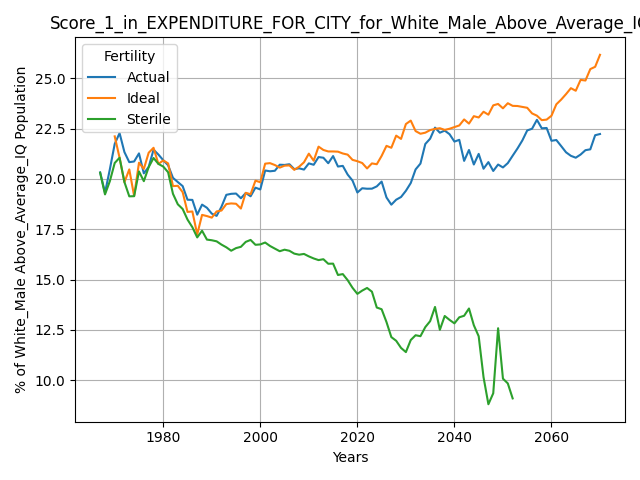 Score_1_in_EXPENDITURE_FOR_CITY_for_White_Male_Above_Average_IQ
Fertility
Actual
Ideal
Sterile
% of White_Male Above_Average_IQ Population
25.0
22.5
20.0
17.5
15.0
12.5
10.0
1980 2000 2020 2040 2060
Years